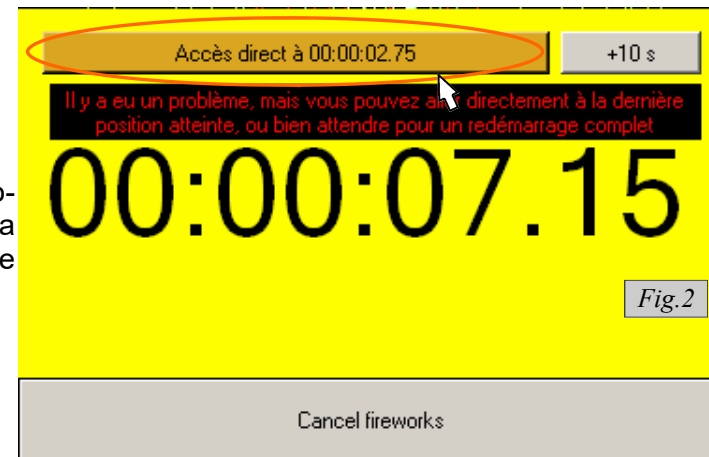 Accès direct à 00:00:02.75
+10 s
Il y a eu un problème, mais vous pouvez aller directement à la dernière
position atteinte, ou bien attendre pour un redémarrage complet
00:00:07.15
o-
a
e
Fig.2
Cancel fireworks